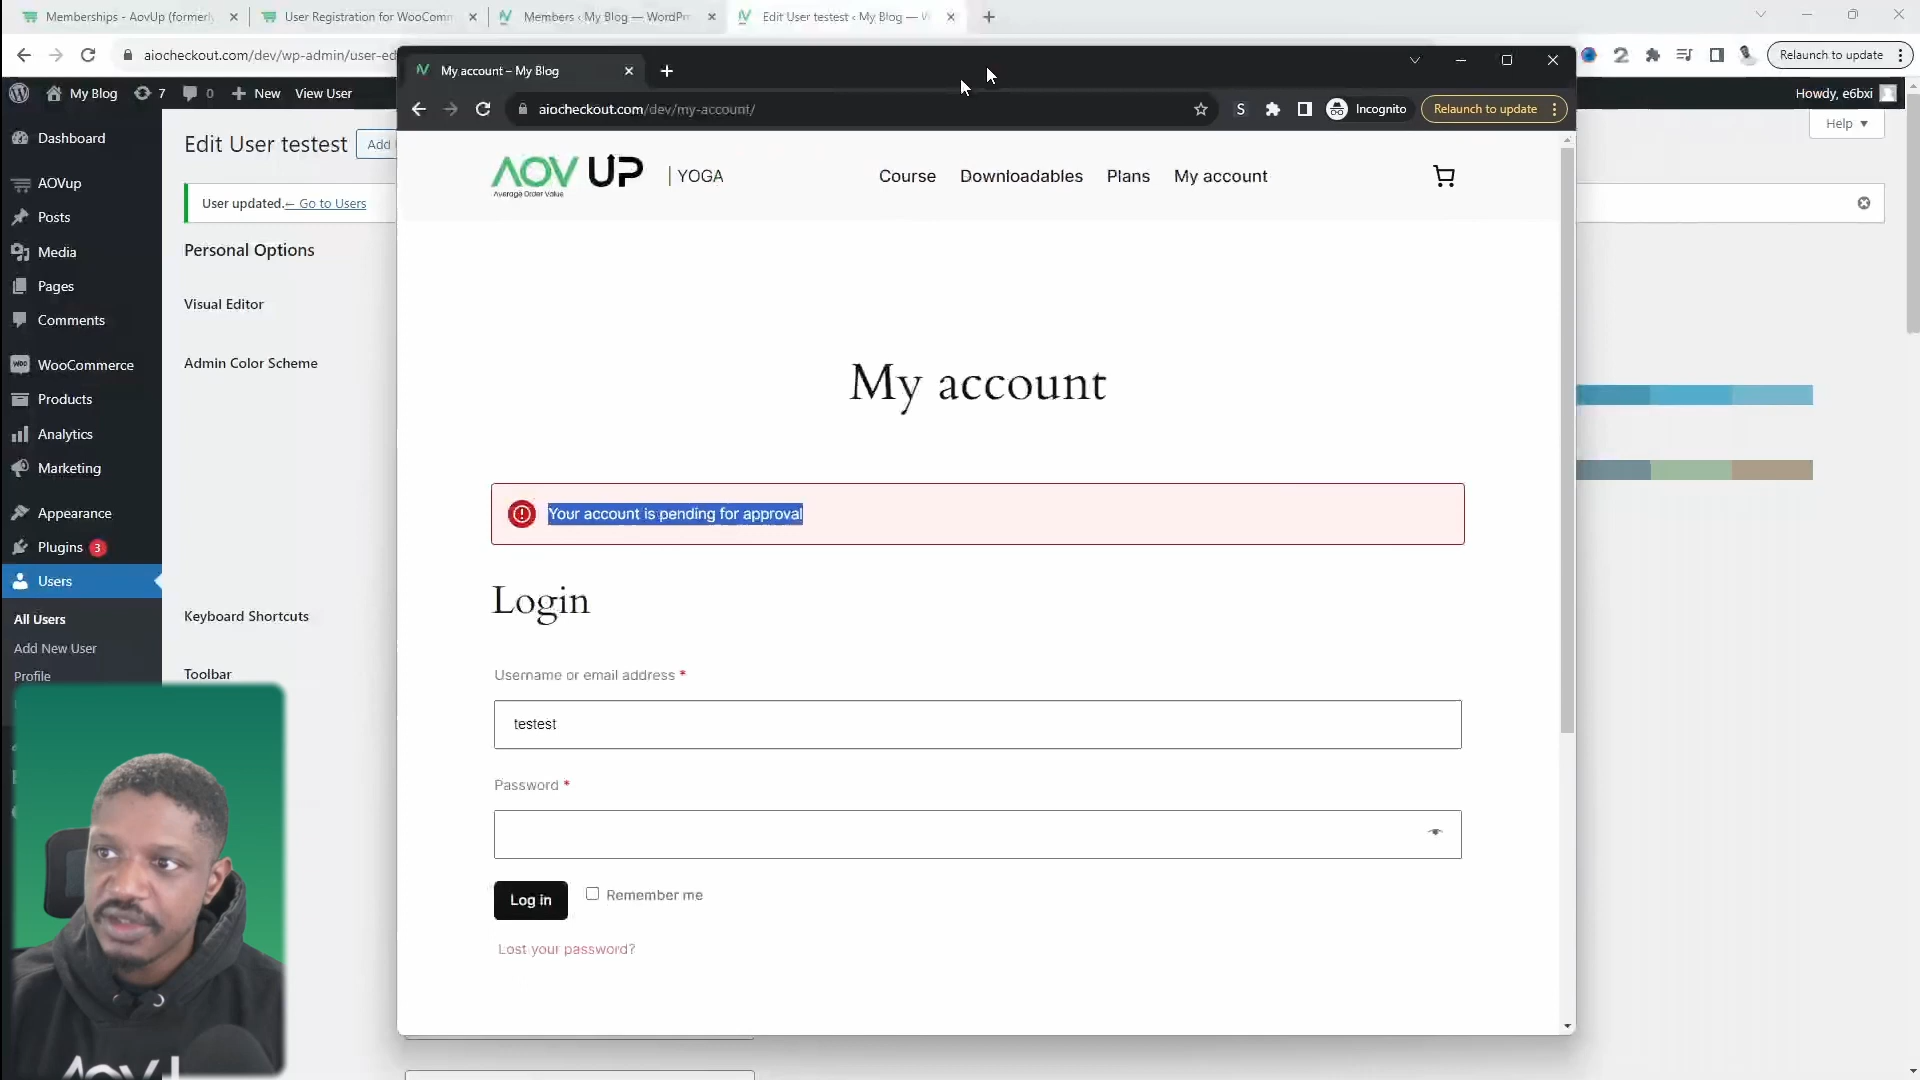 Memberships - AovUp (formerly
User Registration for WooComm
Members ‹ My Blog — WordPr
Edit User testest ‹ My Blog — W
aiocheckout.com/dev/wp-admin/user-ed
Relaunch to update
My account – My Blog
aiocheckout.com/dev/my-account/
Incognito
Relaunch to update
My Blog
7
0
New
View User
Howdy, e6bxi
Help
Dashboard
AOVup
Posts
Media
Pages
Comments
WooCommerce
Products
Analytics
Marketing
Appearance
Plugins 3
Users
All Users
Add New User
Profile
Edit User testest
Add
User updated.← Go to Users
Personal Options
Visual Editor
Admin Color Scheme
Keyboard Shortcuts
Toolbar
AOV UP
Average Order Value
| YOGA
Course
Downloadables
Plans
My account
My account
Your account is pending for approval
Login
Username or email address *
testest
Password *
Log in
Remember me
Lost your password?